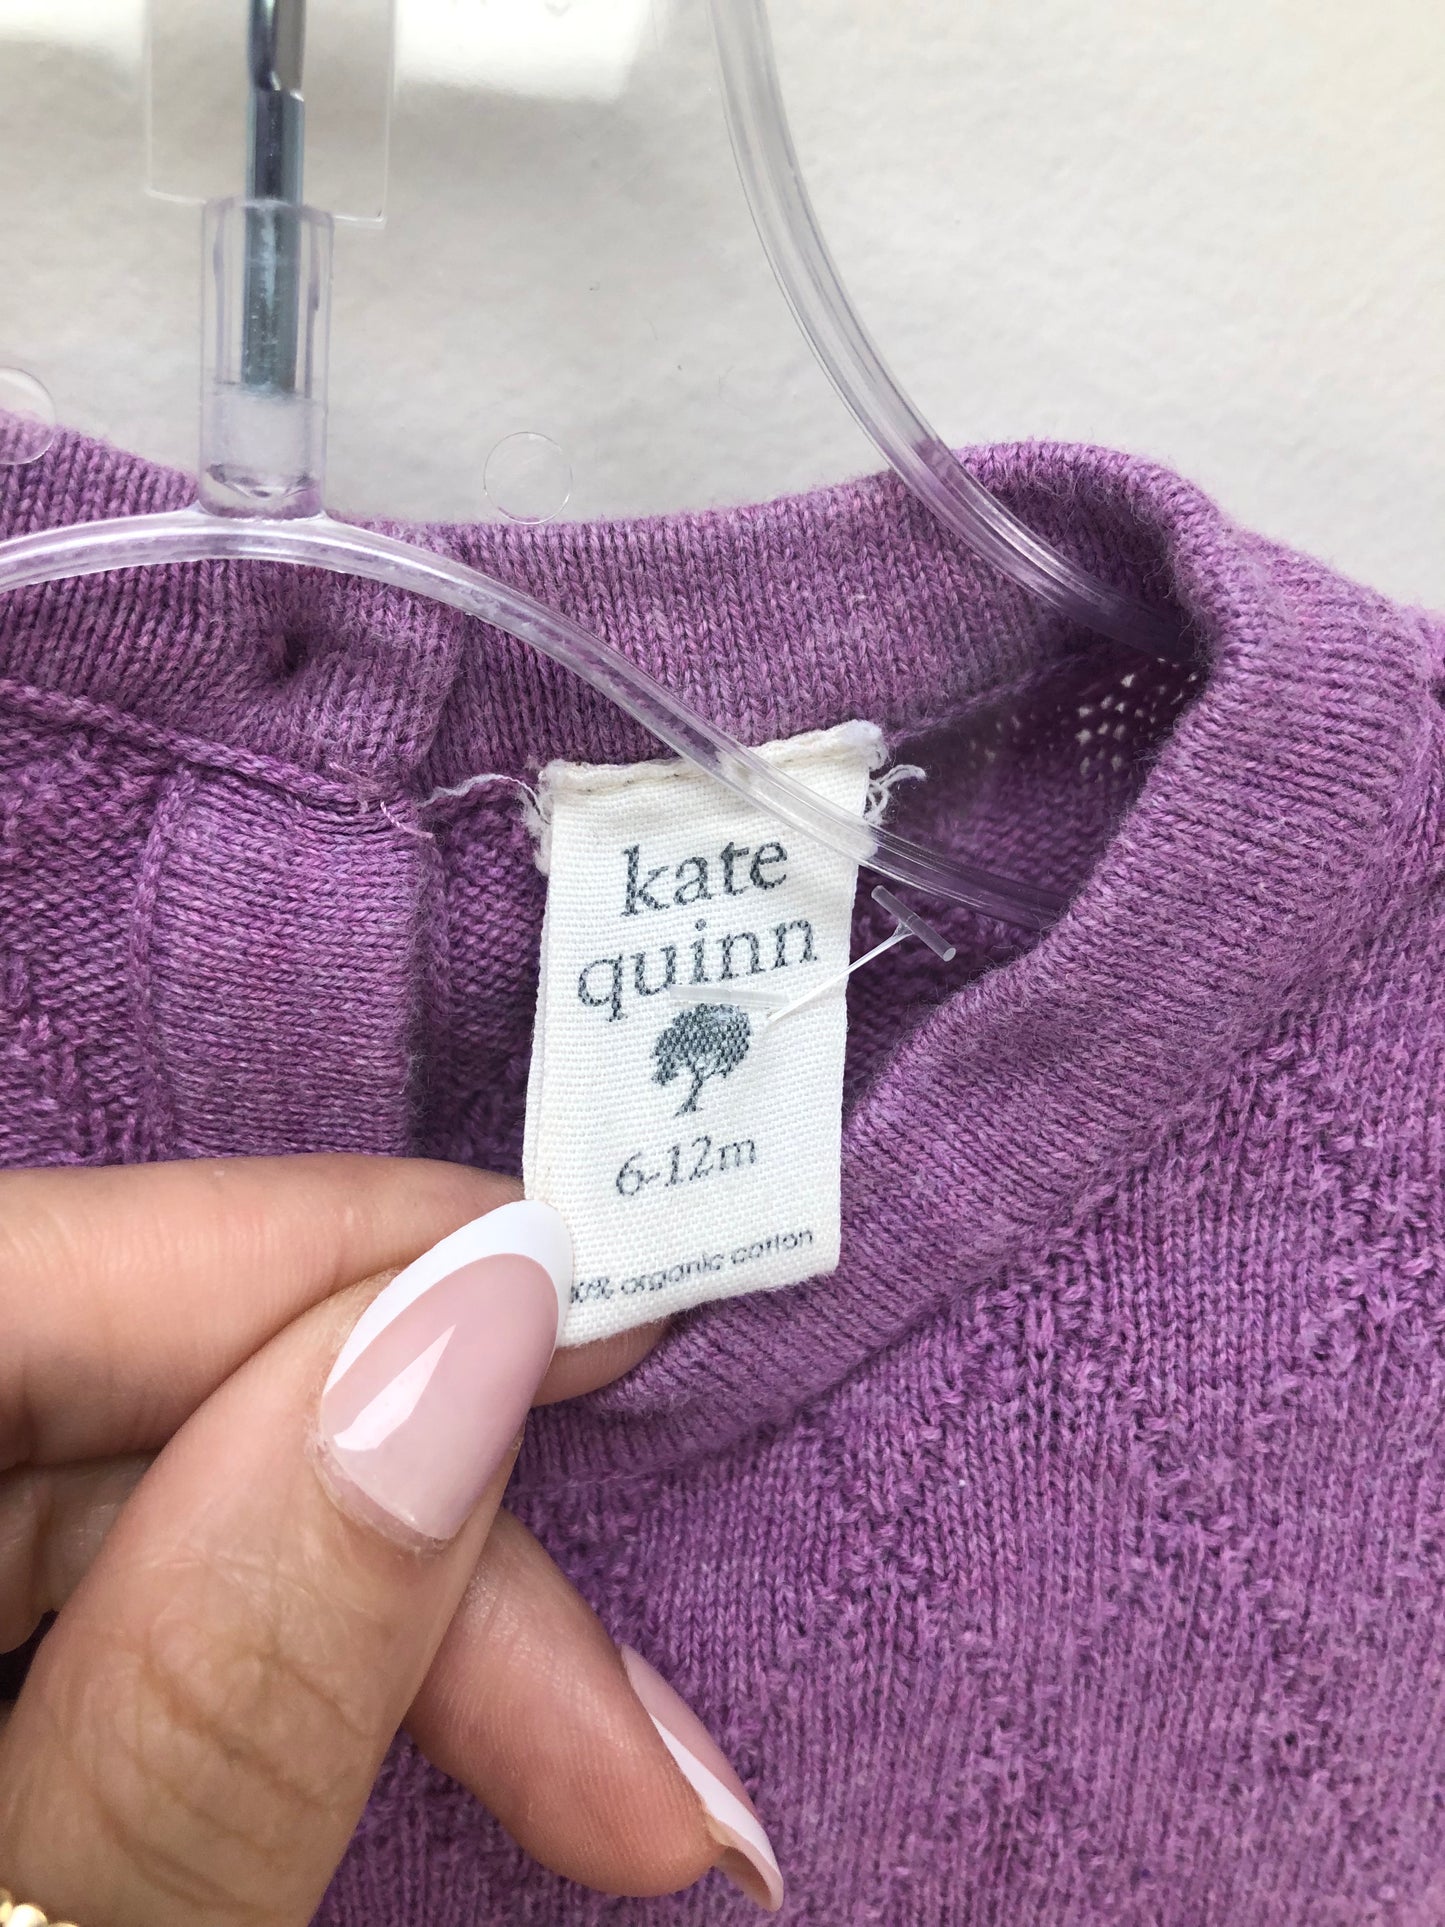 kate
quinn
6-12m
organic cotton